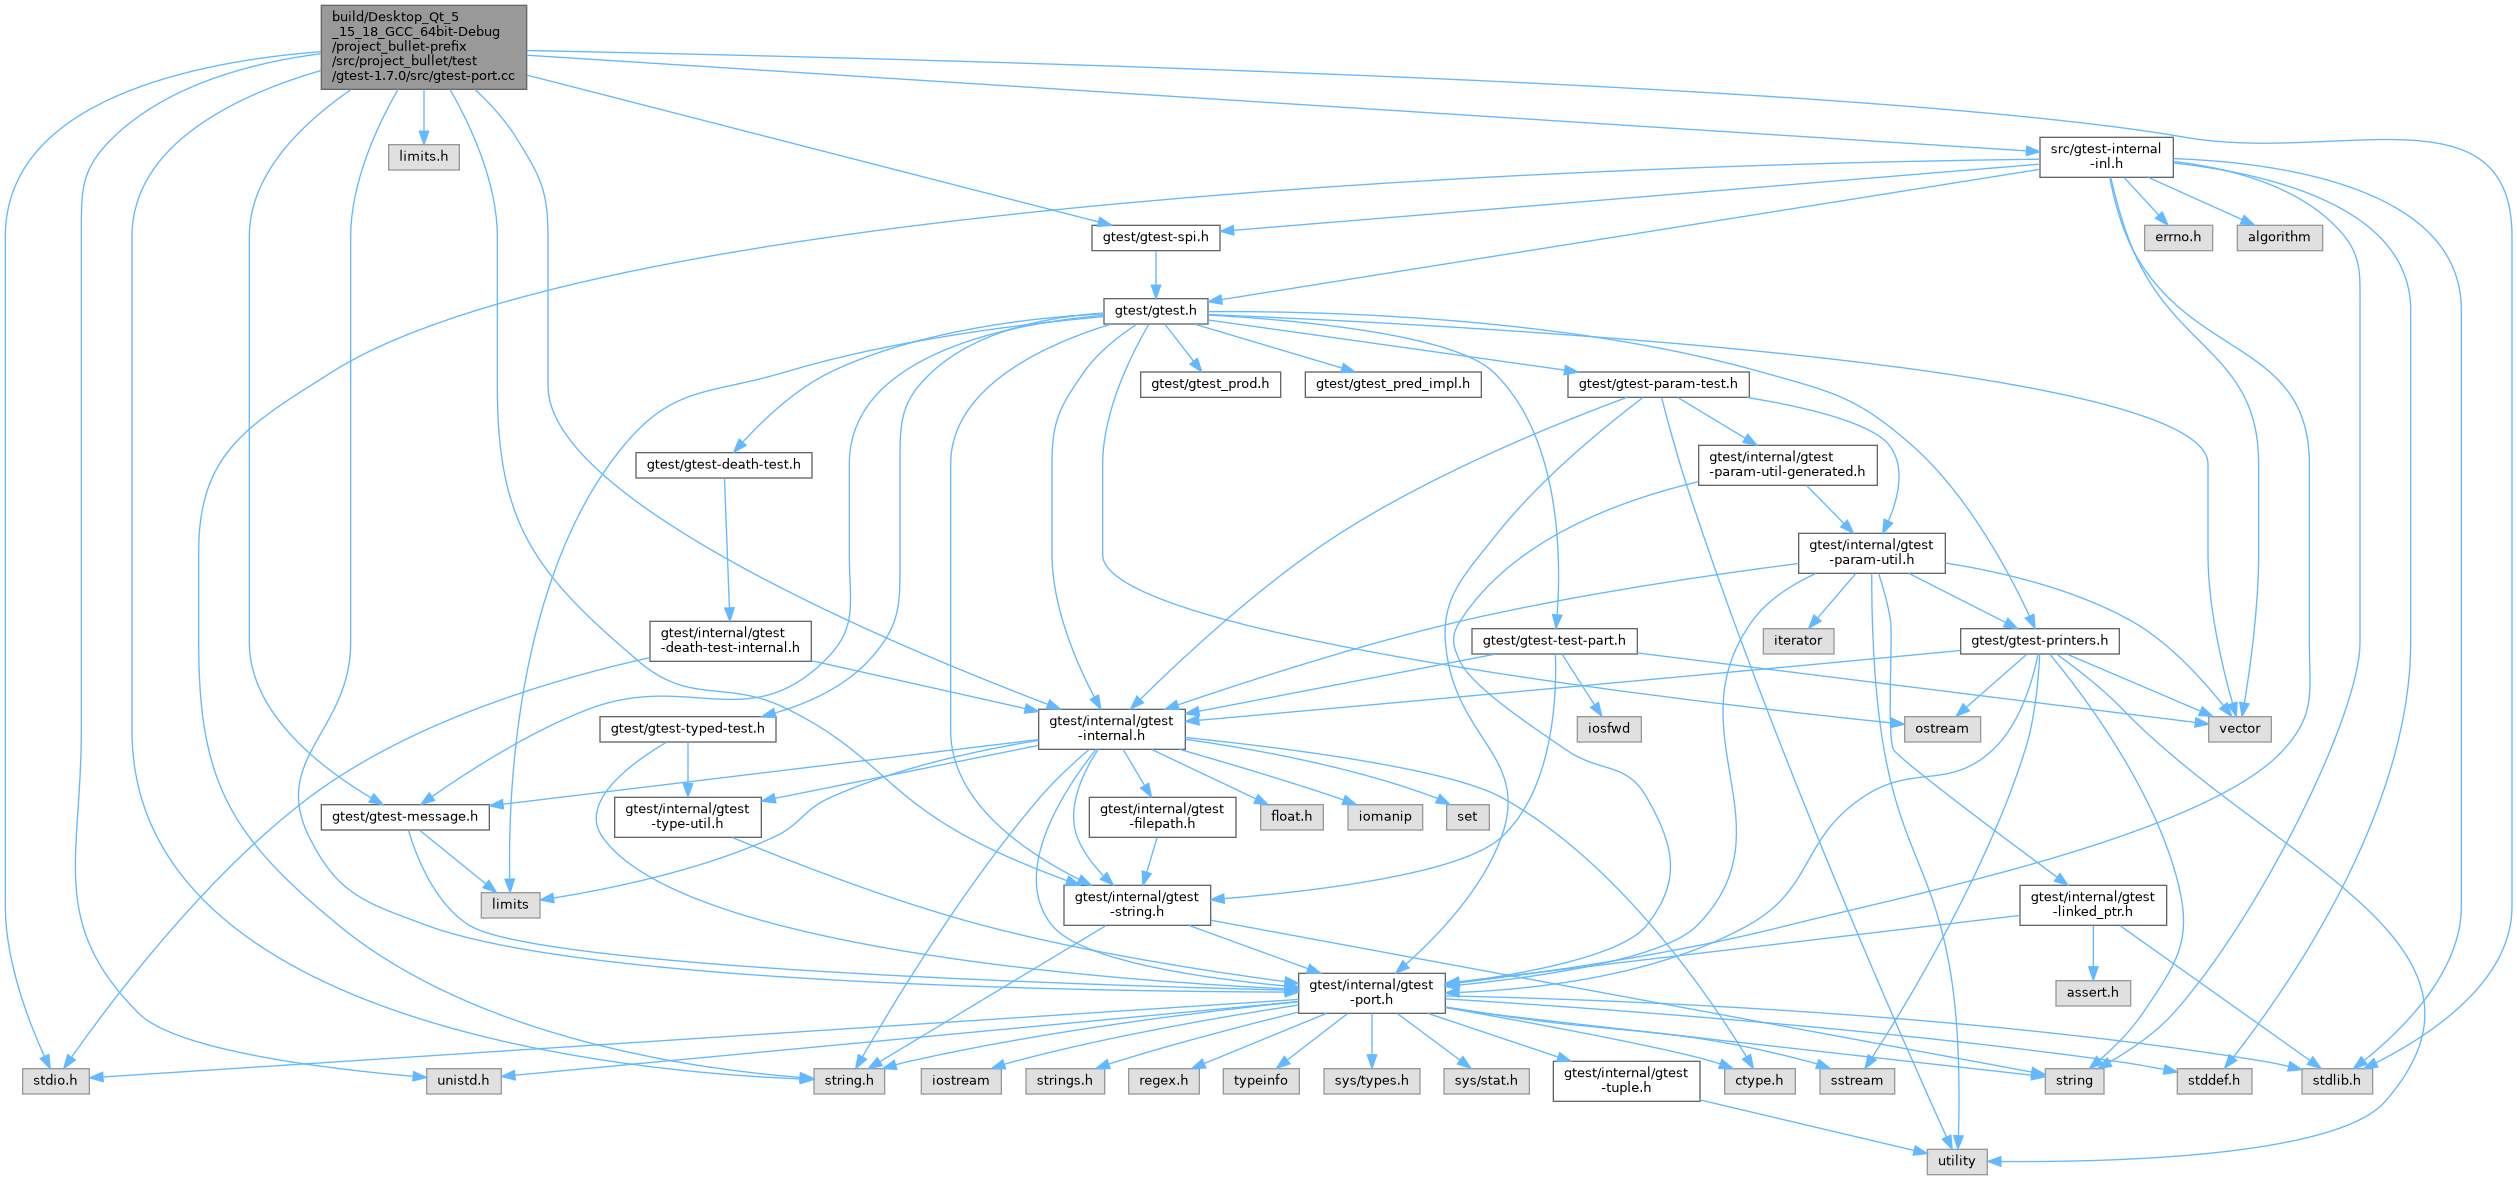 build/Desktop_Qt_5
_15_18_GCC_64bit-Debug
/project_bullet-prefix
/src/project_bullet/test
/gtest-1.7.0/src/gtest-port.cc
limits.h
src/gtest-internal
-inl.h
gtest/gtest-spi.h
errno.h
algorithm
gtest/gtest.h
gtest/gtest_prod.h
gtest/gtest_pred_impl.h
gtest/gtest-param-test.h
gtest/gtest-death-test.h
gtest/internal/gtest
-param-util-generated.h
gtest/internal/gtest
-param-util.h
gtest/internal/gtest
-death-test-internal.h
gtest/gtest-test-part.h
iterator
gtest/gtest-printers.h
gtest/gtest-typed-test.h
gtest/internal/gtest
-internal.h
iosfwd
ostream
vector
gtest/gtest-message.h
gtest/internal/gtest
-type-util.h
gtest/internal/gtest
-filepath.h
float.h
iomanip
set
limits
gtest/internal/gtest
-string.h
gtest/internal/gtest
-linked_ptr.h
gtest/internal/gtest
-port.h
assert.h
stdio.h
unistd.h
string.h
iostream
strings.h
regex.h
typeinfo
sys/types.h
sys/stat.h
gtest/internal/gtest
-tuple.h
ctype.h
sstream
string
stddef.h
stdlib.h
utility